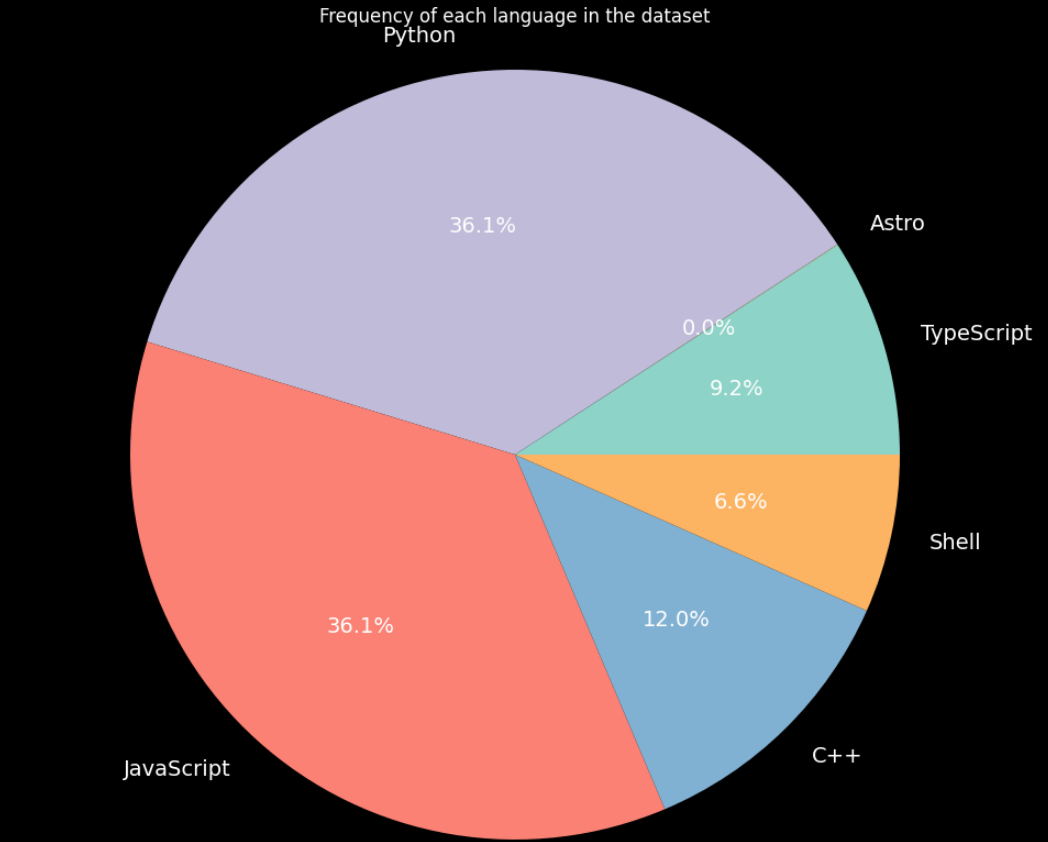 Frequency of each language in the dataset
Python
36.1%
Astro
0.0%
TypeScript
9.2%
6.6%
Shell
12.0%
C++
36.1%
JavaScript